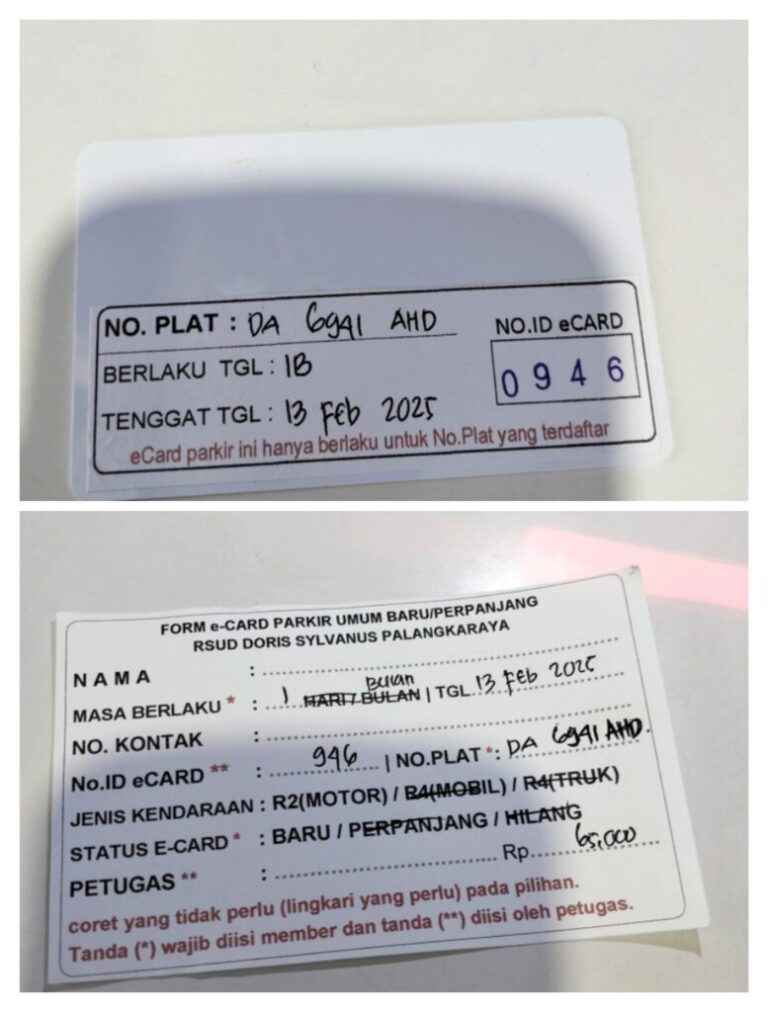 NO. PLAT : DA 6991 AHD
NO.ID eCARD
BERLAKU TGL : 1B
0946
TENGGAT TGL : 13 Feb 2025
eCard parkir ini hanya berlaku untuk No.Plat yang terdaftar
FORM e-CARD PARKIR UMUM BARU/PERPANJANG
RSUD DORIS SYLVANUS PALANGKARAYA
NAMA :
MASA BERLAKU * : 1 HARI / BULAN Bulan | TGL. 13 Feb 2025
NO. KONTAK :
No.ID eCARD ** : 946 | NO.PLAT *: DA 6991 AHD
JENIS KENDARAAN : R2(MOTOR) / R4(MOBIL) / R4(TRUK)
STATUS E-CARD * : BARU / PERPANJANG / HILANG
PETUGAS ** : Rp. 65,000
coret yang tidak perlu (lingkari yang perlu) pada pilihan.
Tanda (*) wajib diisi member dan tanda (**) diisi oleh petugas.